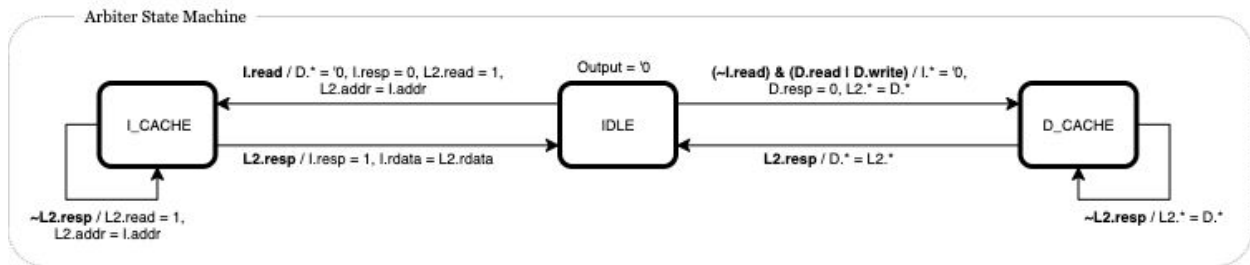 Arbiter State Machine
I.read / D.* = '0, I.resp = 0, L2.read = 1,
L2.addr = I.addr
Output = '0
(~I.read) & (D.read | D.write) / I.* = '0,
D.resp = 0, L2.* = D.*
I_CACHE
IDLE
D_CACHE
L2.resp / I.resp = 1, I.rdata = L2.rdata
L2.resp / D.* = L2.*
~L2.resp / L2.read = 1,
L2.addr = I.addr
~L2.resp / L2.* = D.*